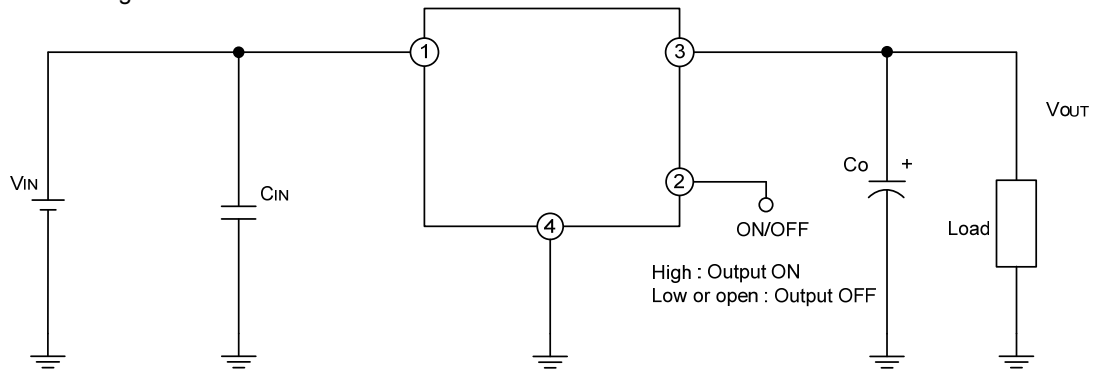 1
3
VOUT
VIN
CIN
2
Co +
ON/OFF
Load
4
High : Output ON
Low or open : Output OFF